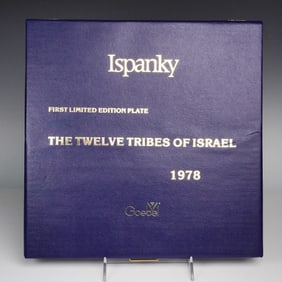 Ispanky
FIRST LIMITED EDITION PLATE
THE TWELVE TRIBES OF ISRAEL
1978
Goebel